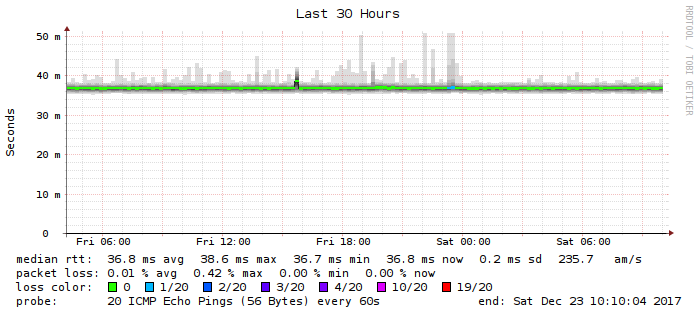 Last 30 Hours
RRDTOOL / TOBI OETIKER
Seconds
50 m
40 m
30 m
20 m
10 m
0
Fri 06:00 Fri 12:00 Fri 18:00 Sat 00:00 Sat 06:00
median rtt: 36.8 ms avg 38.6 ms max 36.7 ms min 36.8 ms now 0.2 ms sd 235.7 am/s
packet loss: 0.01 % avg 0.42 % max 0.00 % min 0.00 % now
loss color: 0 1/20 2/20 3/20 4/20 10/20 19/20
probe: 20 ICMP Echo Pings (56 Bytes) every 60s end: Sat Dec 23 10:10:04 2017